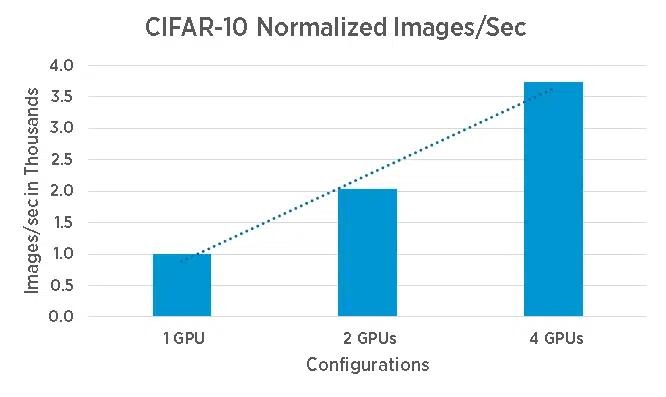 CIFAR-10 Normalized Images/Sec
Images/sec in Thousands
4.0
3.5
3.0
2.5
2.0
1.5
1.0
0.5
0.0
1 GPU 2 GPUs 4 GPUs
Configurations